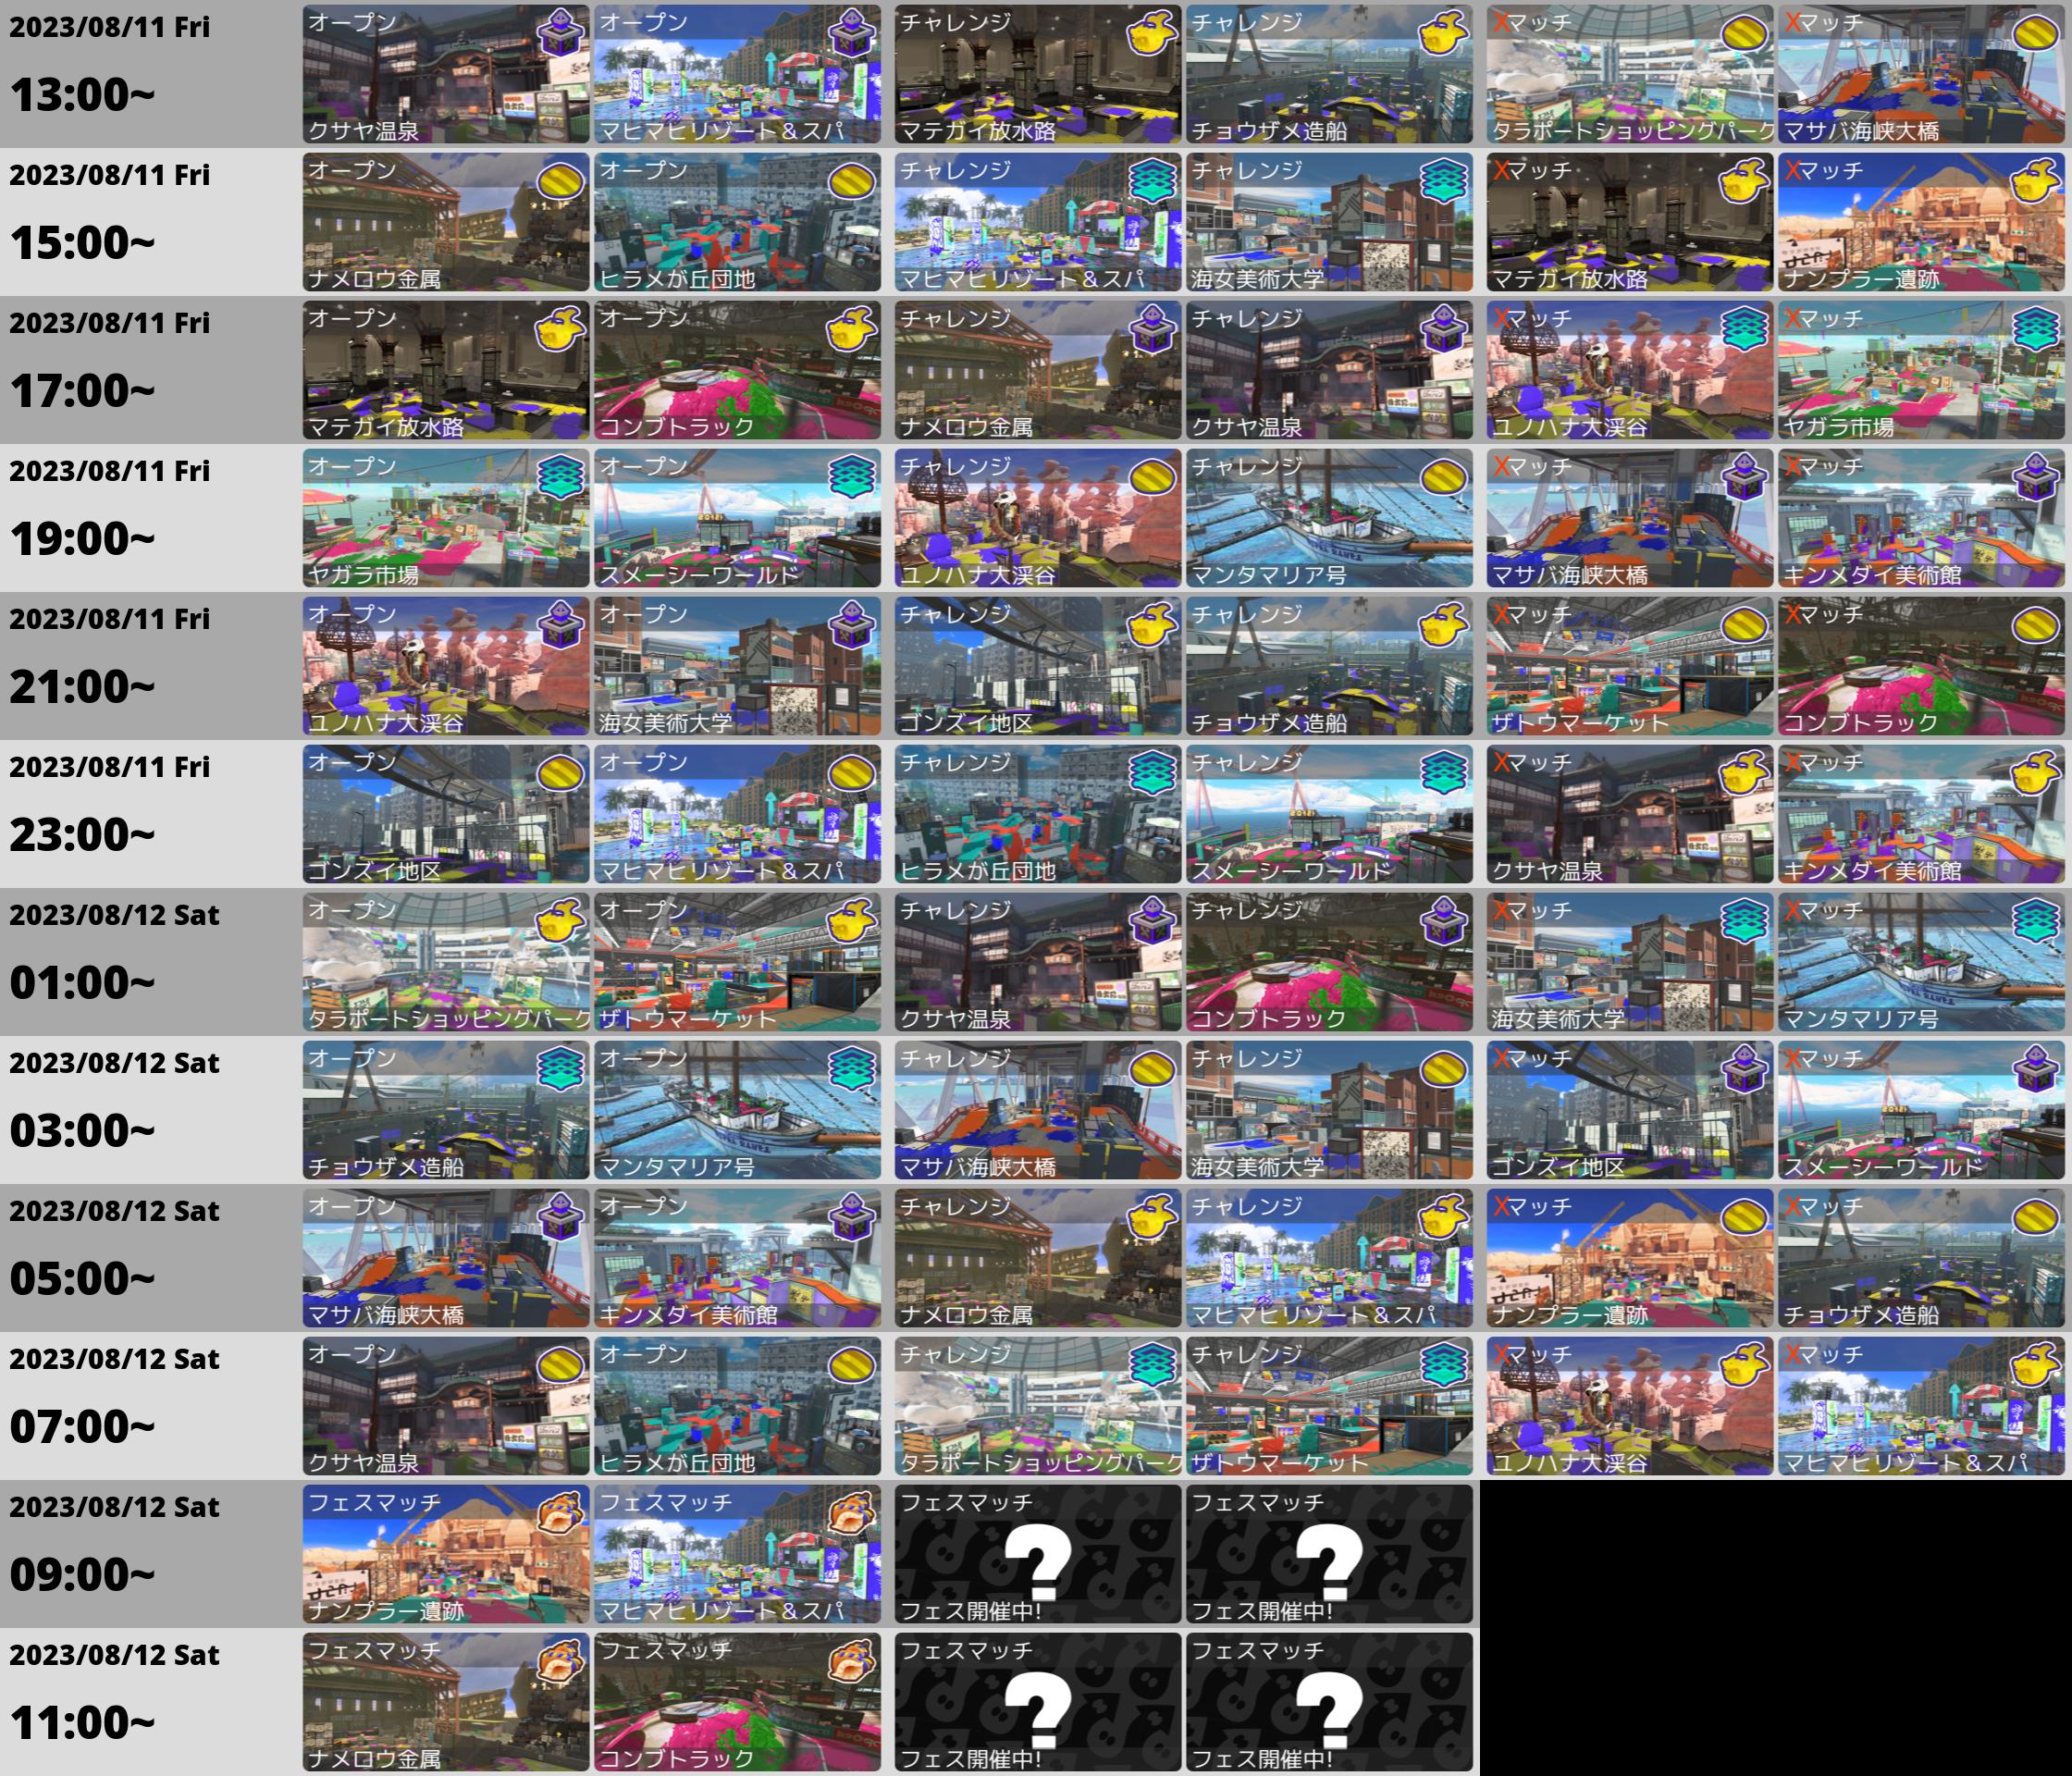 2023/08/11 Fri
13:00~
オープン
クサヤ温泉
オープン
マヒマヒリゾート＆スパ
チャレンジ
マテガイ放水路
チャレンジ
チョウザメ造船
Xマッチ
タラポートショッピングパーク
Xマッチ
マサバ海峡大橋
2023/08/11 Fri
15:00~
オープン
ナメロウ金属
オープン
ヒラメが丘団地
チャレンジ
マヒマヒリゾート＆スパ
チャレンジ
海女美術大学
Xマッチ
マテガイ放水路
Xマッチ
ナンプラー遺跡
2023/08/11 Fri
17:00~
オープン
マテガイ放水路
オープン
コンブトラック
チャレンジ
ナメロウ金属
チャレンジ
クサヤ温泉
Xマッチ
ユノハナ大渓谷
Xマッチ
ヤガラ市場
2023/08/11 Fri
19:00~
オープン
ヤガラ市場
オープン
スメーシーワールド
チャレンジ
ユノハナ大渓谷
チャレンジ
マンタマリア号
Xマッチ
マサバ海峡大橋
Xマッチ
キンメダイ美術館
2023/08/11 Fri
21:00~
オープン
ユノハナ大渓谷
オープン
海女美術大学
チャレンジ
ゴンズイ地区
チャレンジ
チョウザメ造船
Xマッチ
ザトウマーケット
Xマッチ
コンブトラック
2023/08/11 Fri
23:00~
オープン
ゴンズイ地区
オープン
マヒマヒリゾート＆スパ
チャレンジ
ヒラメが丘団地
チャレンジ
スメーシーワールド
Xマッチ
クサヤ温泉
Xマッチ
キンメダイ美術館
2023/08/12 Sat
01:00~
オープン
タラポートショッピングパーク
オープン
ザトウマーケット
チャレンジ
クサヤ温泉
チャレンジ
コンブトラック
Xマッチ
海女美術大学
Xマッチ
マンタマリア号
2023/08/12 Sat
03:00~
オープン
チョウザメ造船
オープン
マンタマリア号
チャレンジ
マサバ海峡大橋
チャレンジ
海女美術大学
Xマッチ
ゴンズイ地区
Xマッチ
スメーシーワールド
2023/08/12 Sat
05:00~
オープン
マサバ海峡大橋
オープン
キンメダイ美術館
チャレンジ
ナメロウ金属
チャレンジ
マヒマヒリゾート＆スパ
Xマッチ
ナンプラー遺跡
Xマッチ
チョウザメ造船
2023/08/12 Sat
07:00~
オープン
クサヤ温泉
オープン
ヒラメが丘団地
チャレンジ
タラポートショッピングパーク
チャレンジ
ザトウマーケット
Xマッチ
ユノハナ大渓谷
Xマッチ
マヒマヒリゾート＆スパ
2023/08/12 Sat
09:00~
フェスマッチ
ナンプラー遺跡
フェスマッチ
マヒマヒリゾート＆スパ
フェスマッチ
?
フェス開催中!
フェスマッチ
?
フェス開催中!
2023/08/12 Sat
11:00~
フェスマッチ
ナメロウ金属
フェスマッチ
コンブトラック
フェスマッチ
?
フェス開催中!
フェスマッチ
?
フェス開催中!